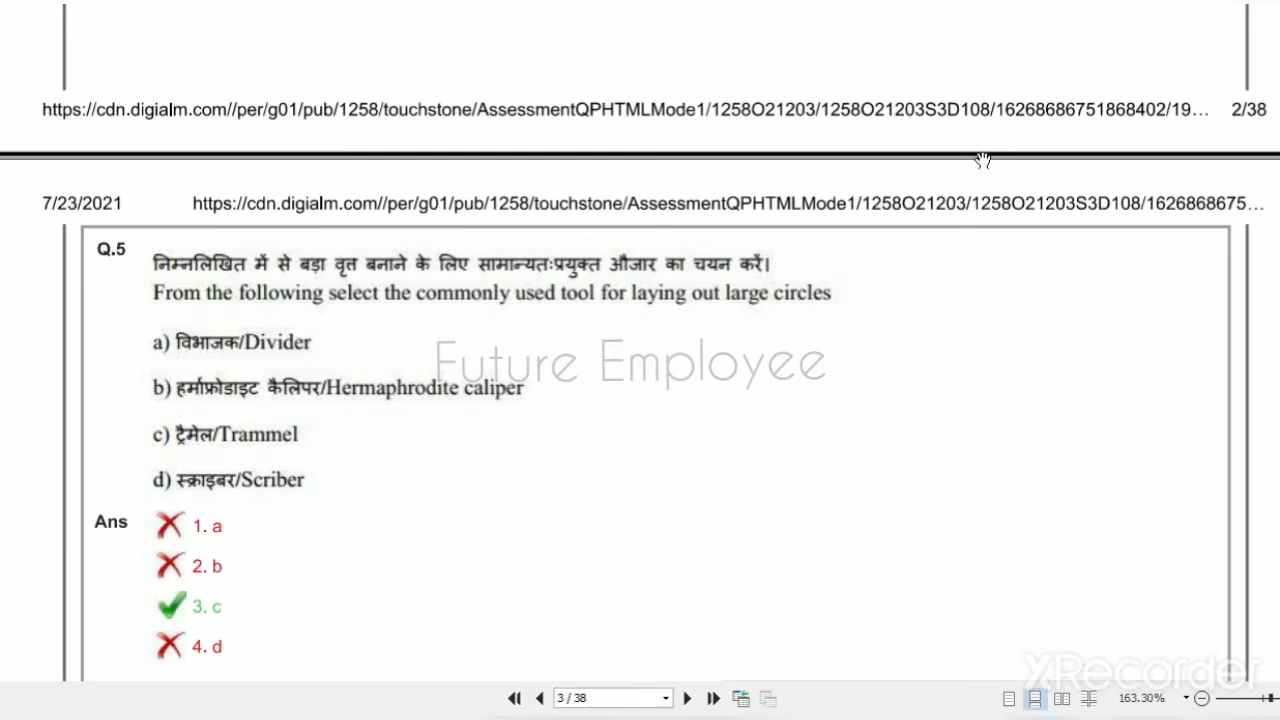 https://cdn.digialm.com//per/g01/pub/1258/touchstone/AssessmentQPHTMLMode1/1258O21203/1258O21203S3D108/16268686751868402/19... 2/38
7/23/2021 https://cdn.digialm.com//per/g01/pub/1258/touchstone/AssessmentQPHTMLMode1/1258O21203/1258O21203S3D108/1626868675...
Q.5 निम्नलिखित में से बड़ा वृत्त बनाने के लिए सामान्यतःप्रयुक्त औजार का चयन करें।
From the following select the commonly used tool for laying out large circles
a) विभाजक/Divider
Future Employee
b) हर्माफ्रोडाइट कैलिपर/Hermaphrodite caliper
c) ट्रैमेल/Trammel
d) स्क्राइबर/Scriber
Ans 1. a
2. b
3. c
4. d
XRecorder
3 / 38 163.30%